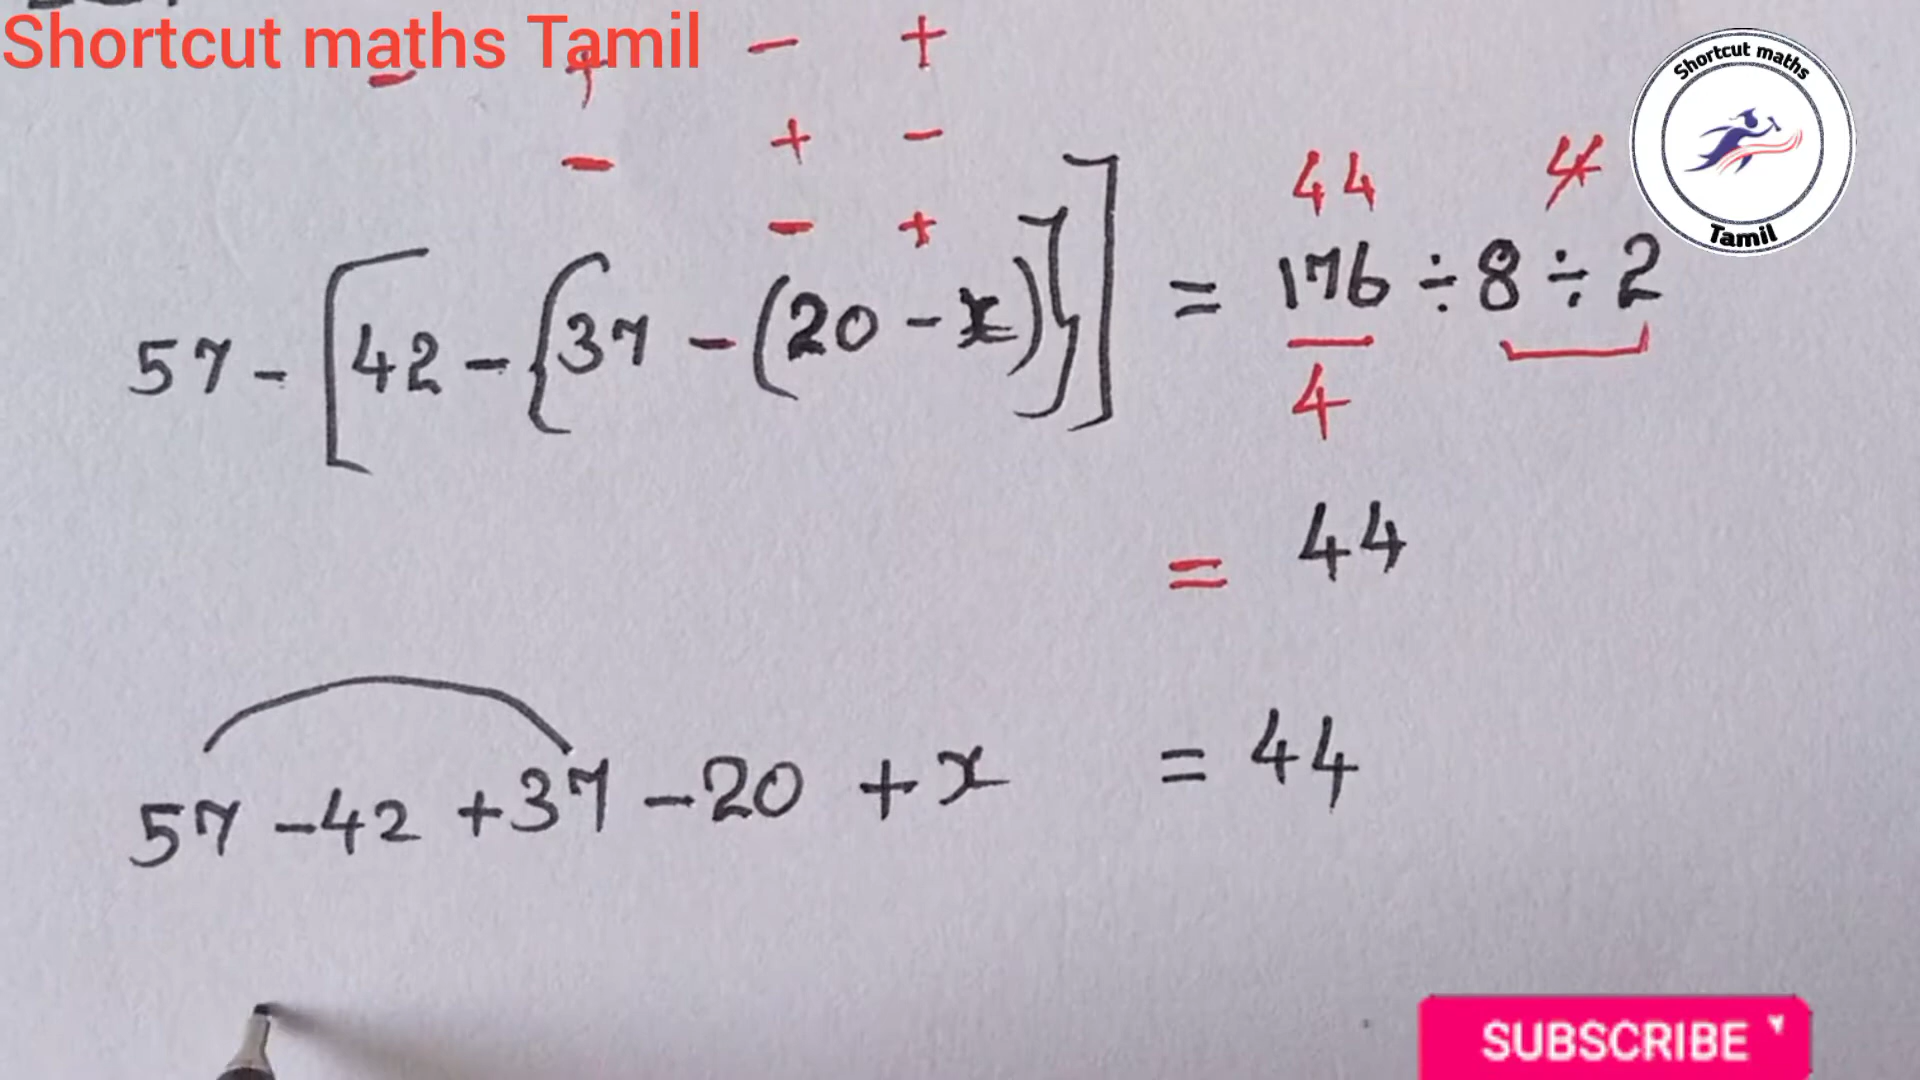 Shortcut maths Tamil
- + - +
- + -
- +
Shortcut maths
Tamil
44 4
57 - [42 - {37 - (20 - x)}] = 176 ÷ 8 ÷ 2
4
= 44
57 - 42 + 37 - 20 + x = 44
SUBSCRIBE